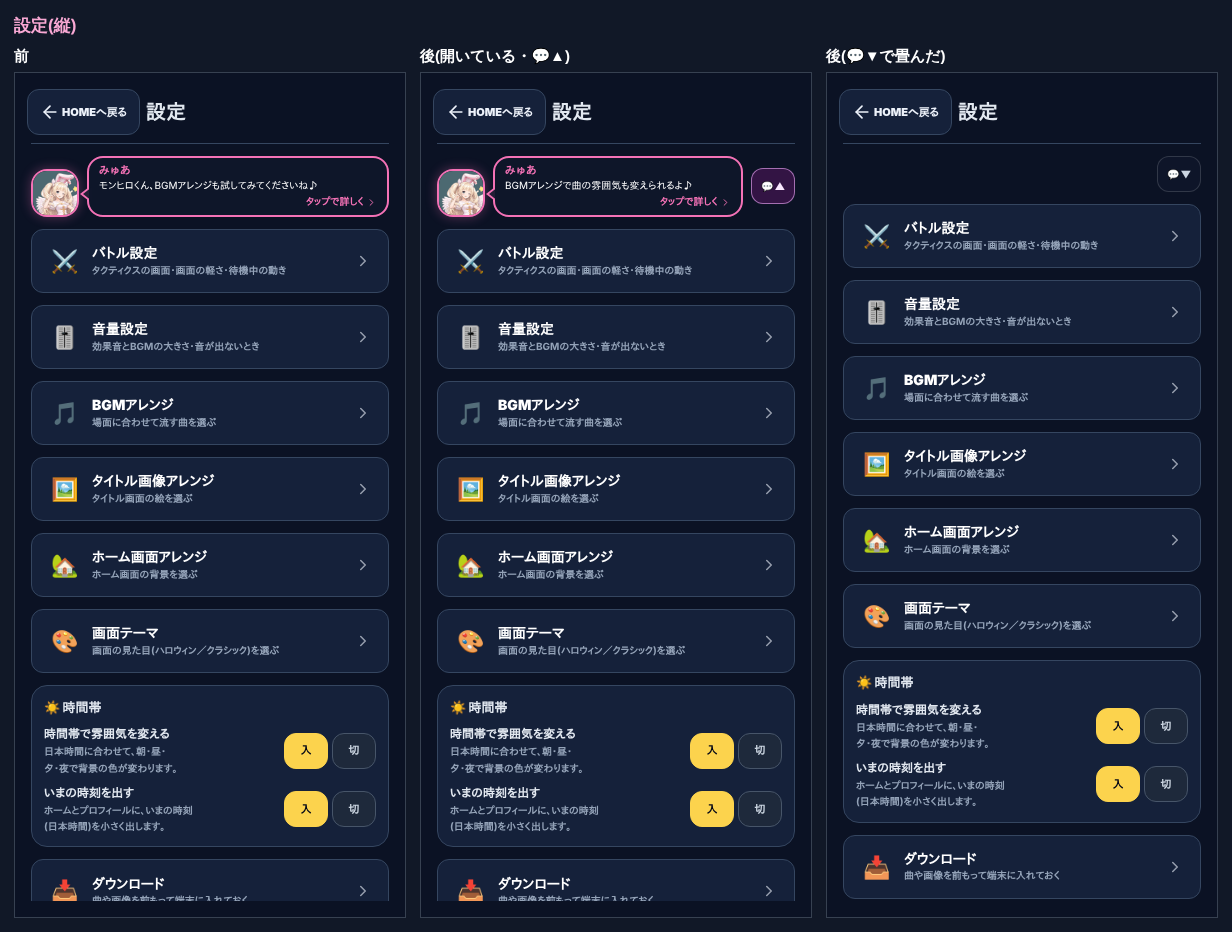 設定(縦)
前
HOMEへ戻る 設定
みゅあ
モンヒロくん、BGMアレンジも試してみてくださいね♪
タップで詳しく
バトル設定
タクティクスの画面・画面の軽さ・待機中の動き
音量設定
効果音とBGMの大きさ・音が出ないとき
BGMアレンジ
場面に合わせて流す曲を選ぶ
タイトル画像アレンジ
タイトル画面の絵を選ぶ
ホーム画面アレンジ
ホーム画面の背景を選ぶ
画面テーマ
画面の見た目(ハロウィン／クラシック)を選ぶ
☀️ 時間帯
時間帯で雰囲気を変える
日本時間に合わせて、朝・昼・
夕・夜で背景の色が変わります。
入 切
いまの時刻を出す
ホームとプロフィールに、いまの時刻
(日本時間)を小さく出します。
入 切
ダウンロード
曲や画像を前もって端末に入れておく
後(開いている・💬▲)
HOMEへ戻る 設定
みゅあ
BGMアレンジで曲の雰囲気も変えられるよ♪
タップで詳しく
💬▲
バトル設定
タクティクスの画面・画面の軽さ・待機中の動き
音量設定
効果音とBGMの大きさ・音が出ないとき
BGMアレンジ
場面に合わせて流す曲を選ぶ
タイトル画像アレンジ
タイトル画面の絵を選ぶ
ホーム画面アレンジ
ホーム画面の背景を選ぶ
画面テーマ
画面の見た目(ハロウィン／クラシック)を選ぶ
☀️ 時間帯
時間帯で雰囲気を変える
日本時間に合わせて、朝・昼・
夕・夜で背景の色が変わります。
入 切
いまの時刻を出す
ホームとプロフィールに、いまの時刻
(日本時間)を小さく出します。
入 切
ダウンロード
曲や画像を前もって端末に入れておく
後(💬▼で畳んだ)
HOMEへ戻る 設定
💬▼
バトル設定
タクティクスの画面・画面の軽さ・待機中の動き
音量設定
効果音とBGMの大きさ・音が出ないとき
BGMアレンジ
場面に合わせて流す曲を選ぶ
タイトル画像アレンジ
タイトル画面の絵を選ぶ
ホーム画面アレンジ
ホーム画面の背景を選ぶ
画面テーマ
画面の見た目(ハロウィン／クラシック)を選ぶ
☀️ 時間帯
時間帯で雰囲気を変える
日本時間に合わせて、朝・昼・
夕・夜で背景の色が変わります。
入 切
いまの時刻を出す
ホームとプロフィールに、いまの時刻
(日本時間)を小さく出します。
入 切
ダウンロード
曲や画像を前もって端末に入れておく